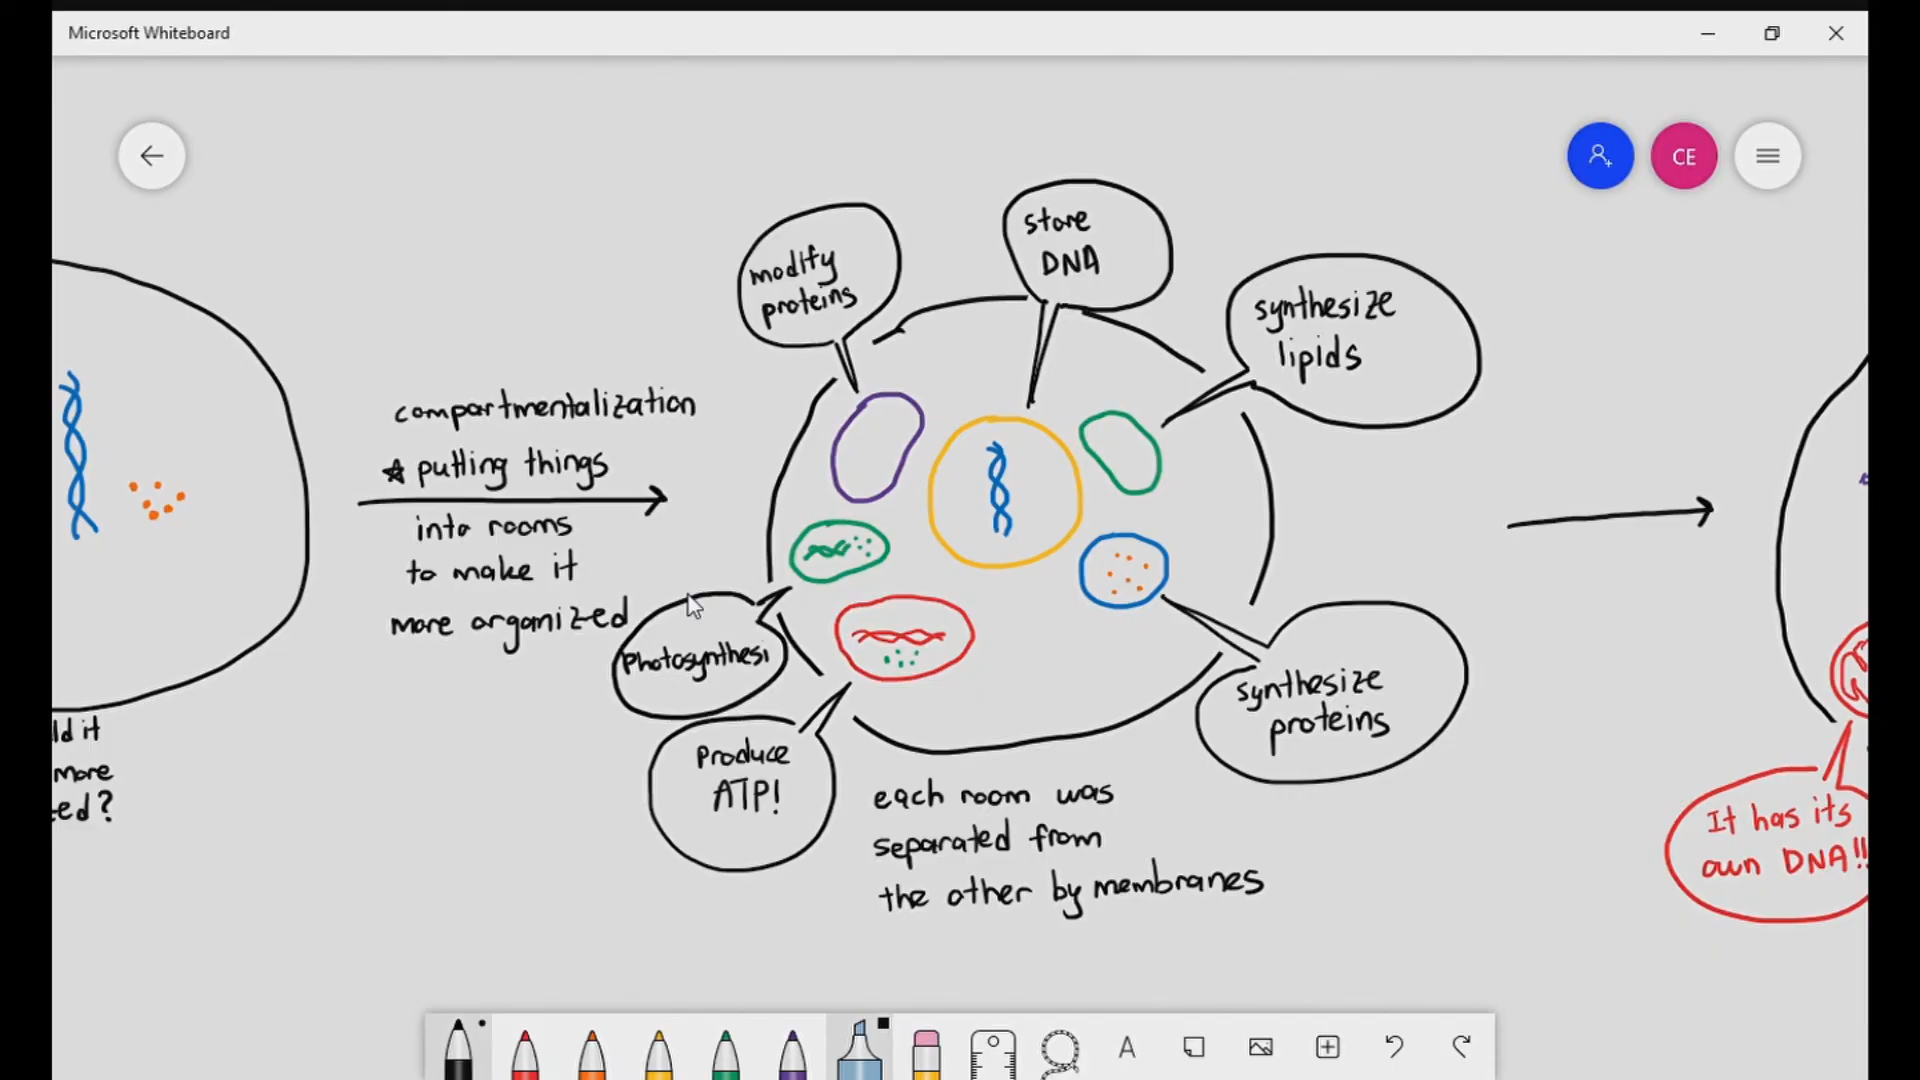 Microsoft Whiteboard
CE
modify
proteins
store
DNA
synthesize
lipids
compartmentalization
☆ putting things
into rooms
to make it
more organized
Photosynthesi
Produce
ATP!
synthesize
proteins
each room was
separated from
the other by membranes
ld it
more
ed?
It has its
own DNA!!
A